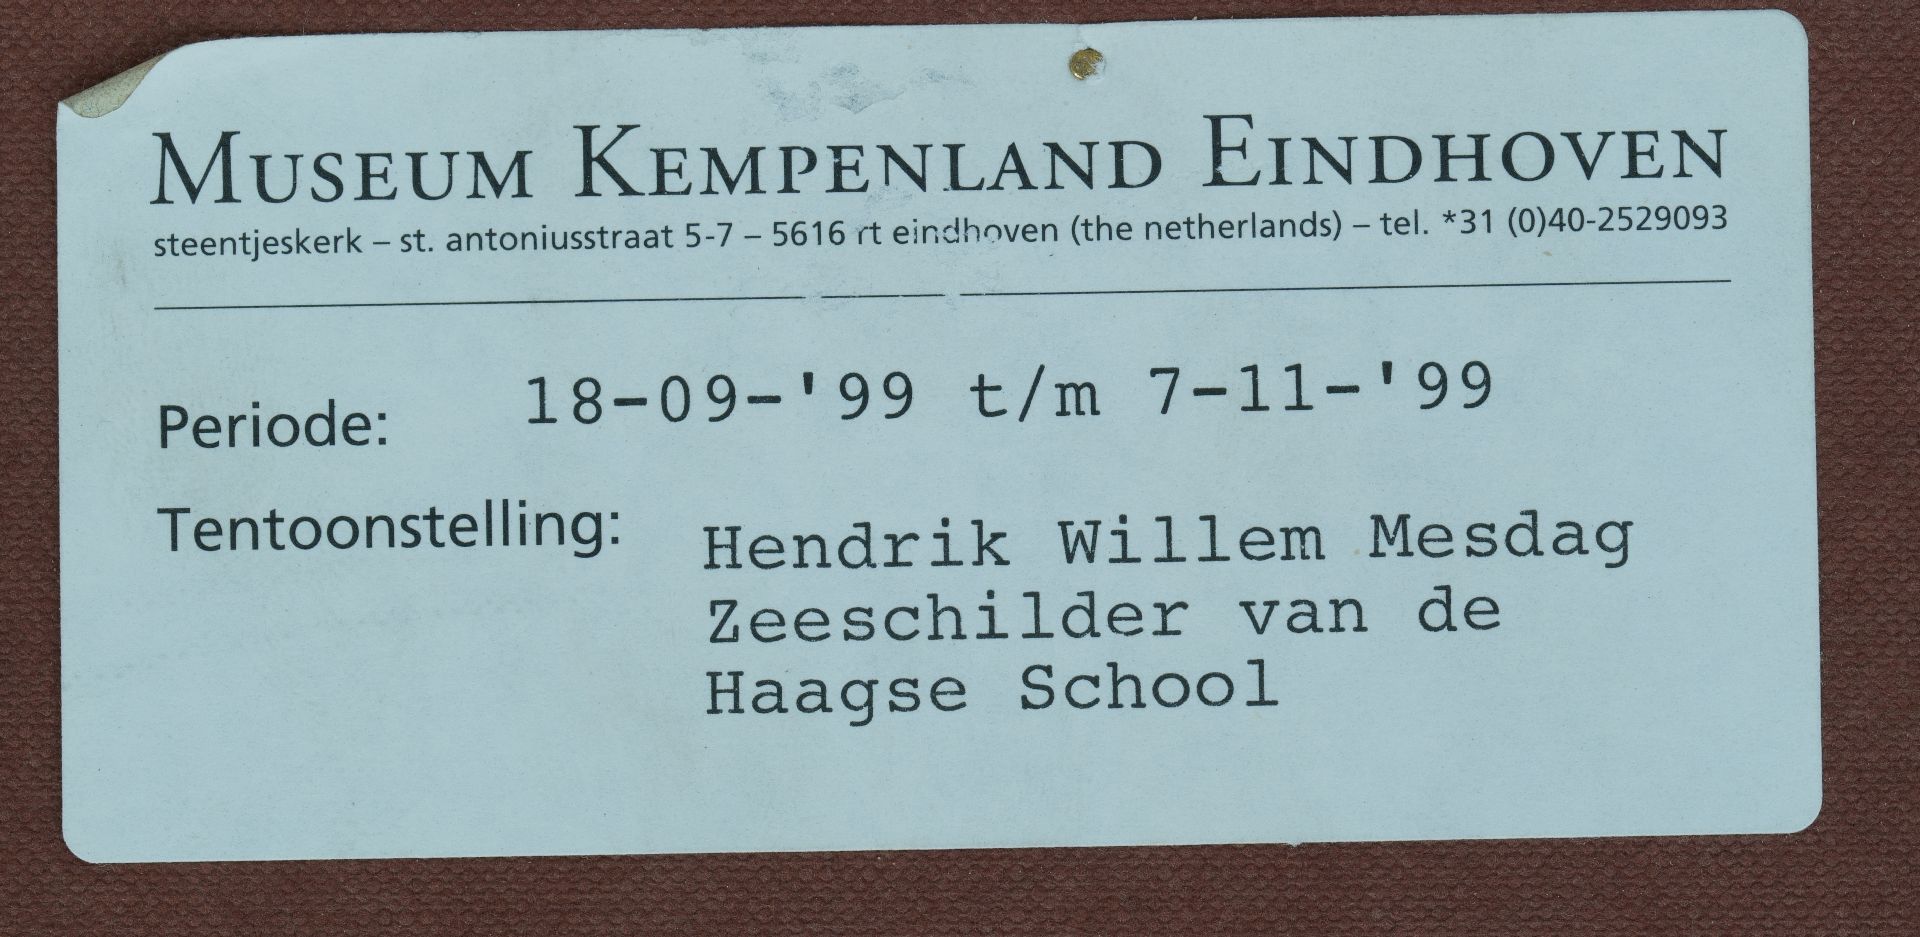 Museum Kempenland Eindhoven
steentjeskerk – st. antoniusstraat 5-7 – 5616 rt eindhoven (the netherlands) – tel. *31 (0)40-2529093
Periode: 18-09-'99 t/m 7-11-'99
Tentoonstelling: Hendrik Willem Mesdag
Zeeschilder van de
Haagse School